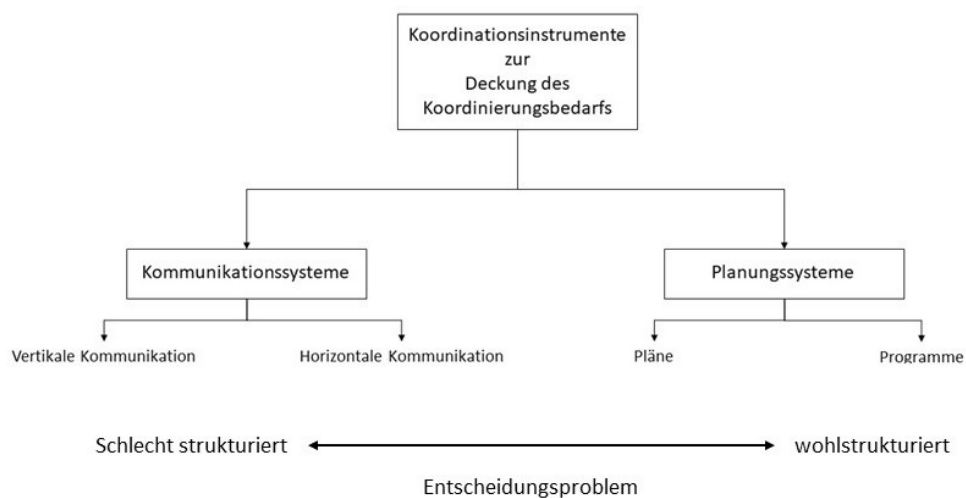 Koordinationsinstrumente
zur
Deckung des
Koordinierungsbedarfs
Kommunikationssysteme
Planungssysteme
Vertikale Kommunikation
Horizontale Kommunikation
Pläne
Programme
Schlecht strukturiert
wohlstrukturiert
Entscheidungsproblem